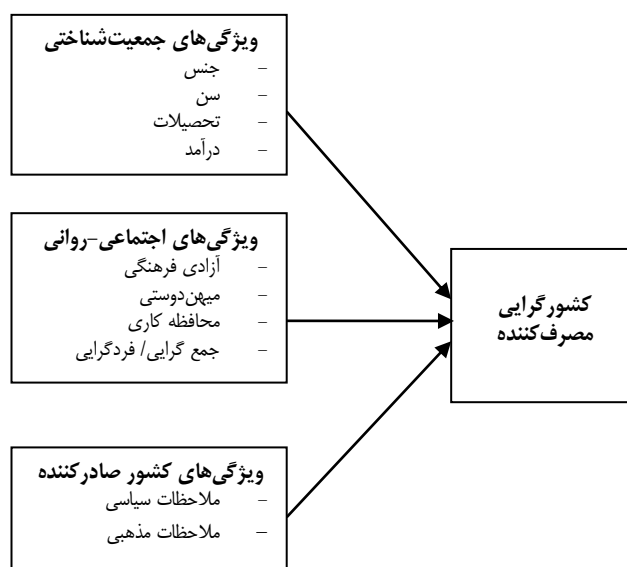 ویژگی‌های جمعیت‌شناختی
– جنس
– سن
– تحصیلات
– درآمد
ویژگی‌های اجتماعی-روانی
– آزادی فرهنگی
– میهن‌دوستی
– محافظه کاری
– جمع گرایی/ فردگرایی
ویژگی‌های کشور صادرکننده
– ملاحظات سیاسی
– ملاحظات مذهبی
کشورگرایی
مصرف‌کننده